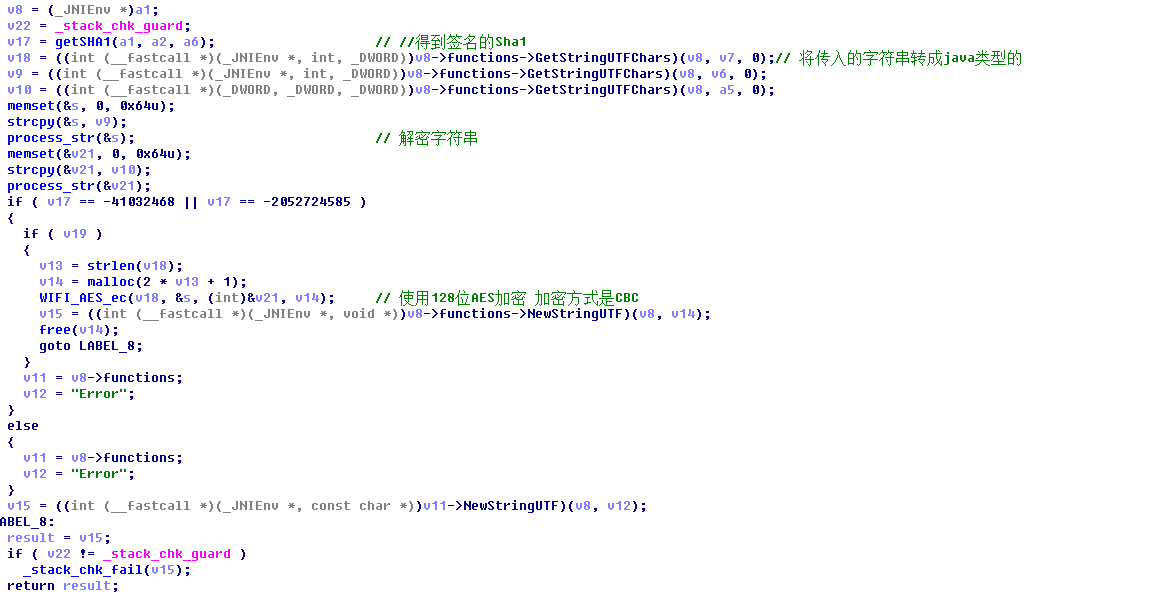 v8 = (_JNIEnv *)a1;
v22 = _stack_chk_guard;
v17 = getSHA1(a1, a2, a6); // //得到签名的Sha1
v18 = ((int (__fastcall *)(_JNIEnv *, int, _DWORD))v8->functions->GetStringUTFChars)(v8, v7, 0);// 将传入的字符串转成java类型的
v9 = ((int (__fastcall *)(_JNIEnv *, int, _DWORD))v8->functions->GetStringUTFChars)(v8, v6, 0);
v10 = ((int (__fastcall *)(_DWORD, _DWORD, _DWORD))v8->functions->GetStringUTFChars)(v8, a5, 0);
memset(&s, 0, 0x64u);
strcpy(&s, v9);
process_str(&s); // 解密字符串
memset(&v21, 0, 0x64u);
strcpy(&v21, v10);
process_str(&v21);
if ( v17 == -41032468 || v17 == -2052724585 )
{
if ( v19 )
{
v13 = strlen(v18);
v14 = malloc(2 * v13 + 1);
WIFI_AES_ec(v18, &s, (int)&v21, v14); // 使用128位AES加密 加密方式是CBC
v15 = ((int (__fastcall *)(_JNIEnv *, void *))v8->functions->NewStringUTF)(v8, v14);
free(v14);
goto LABEL_8;
}
v11 = v8->functions;
v12 = "Error";
}
else
{
v11 = v8->functions;
v12 = "Error";
}
v15 = ((int (__fastcall *)(_JNIEnv *, const char *))v11->NewStringUTF)(v8, v12);
ABEL_8:
result = v15;
if ( v22 != _stack_chk_guard )
_stack_chk_fail(v15);
return result;